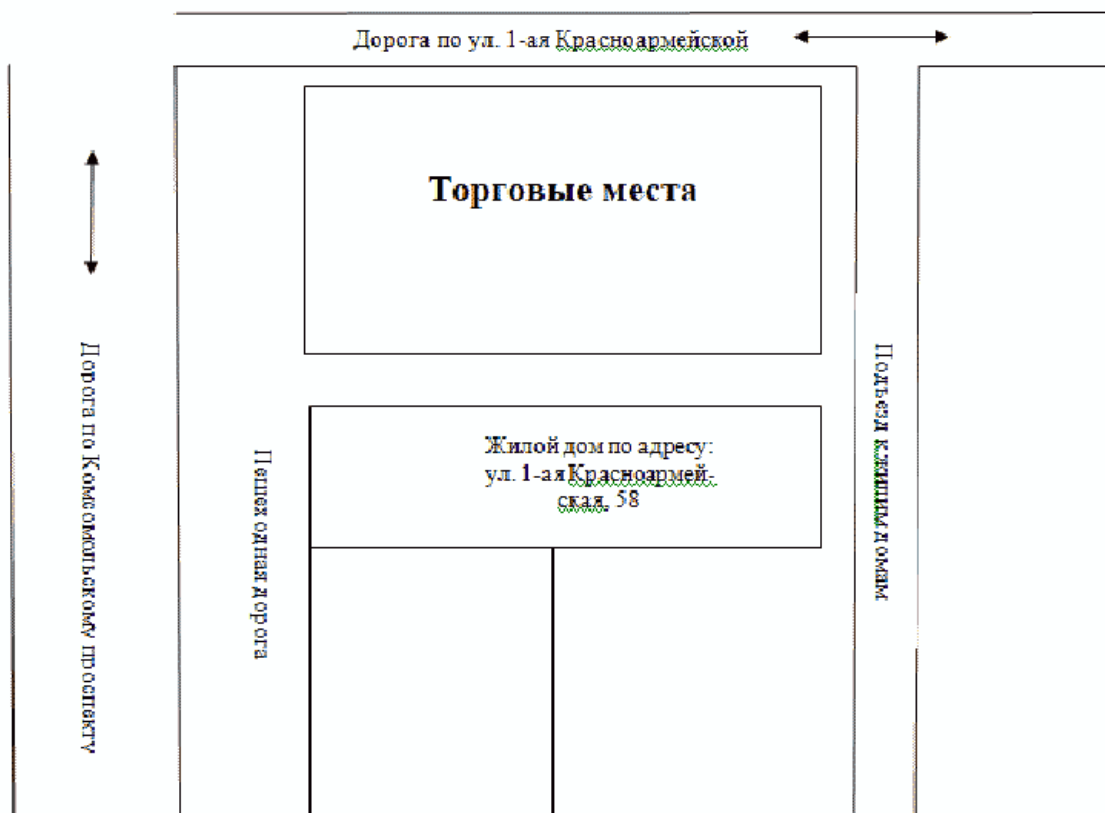 Дорога по ул. 1-ая Красноармейской
Торговые места
Дорога по Комсомольскому проспекту
Пешеходная дорога
Жилой дом по адресу:
ул. 1-ая Красноармей-
ская, 58
Подъезд к жилым домам